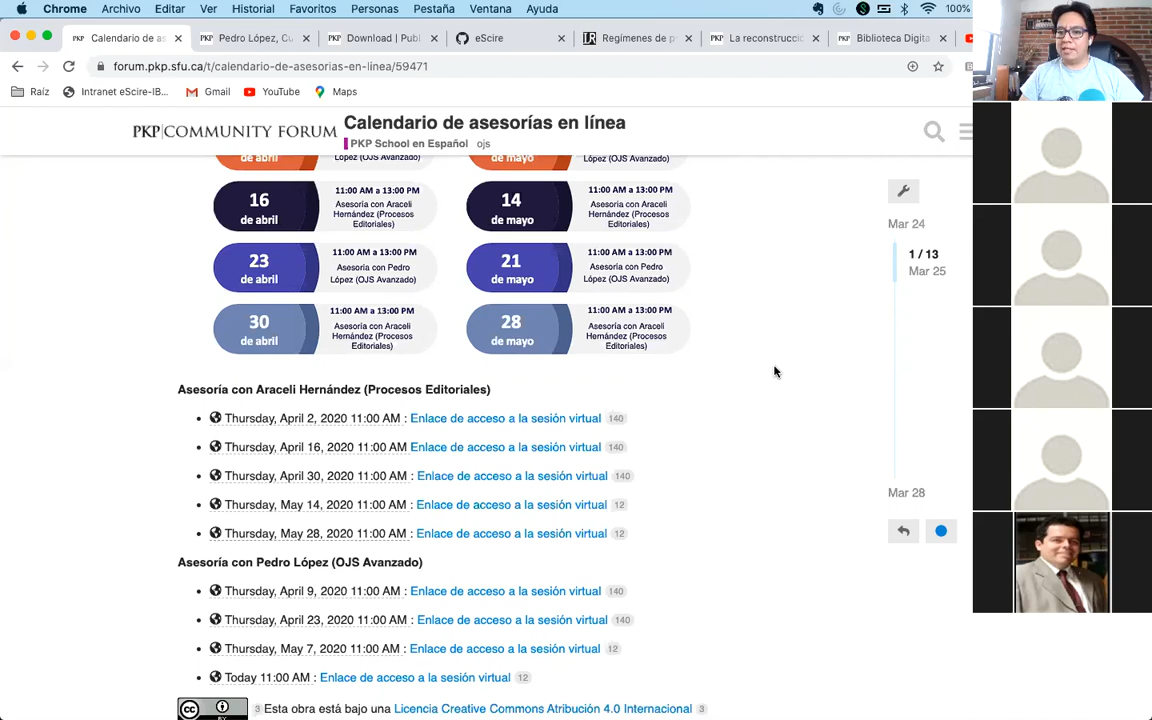 Chrome Archivo Editar Ver Historial Favoritos Personas Pestaña Ventana Ayuda 100%
Calendario de as Pedro López, Cu Download | Publ eScire Regímenes de p La reconstrucci Biblioteca Digita
forum.pkp.sfu.ca/t/calendario-de-asesorias-en-linea/59471
Raíz Intranet eScire-IB... Gmail YouTube Maps
PKP|COMMUNITY FORUM
Calendario de asesorías en línea
PKP School en Español ojs
de abril López (OJS Avanzado) de mayo López (OJS Avanzado)
16 de abril
11:00 AM a 13:00 PM
Asesoría con Araceli
Hernández (Procesos
Editoriales)
14 de mayo
11:00 AM a 13:00 PM
Asesoría con Araceli
Hernández (Procesos
Editoriales)
23 de abril
11:00 AM a 13:00 PM
Asesoría con Pedro
López (OJS Avanzado)
21 de mayo
11:00 AM a 13:00 PM
Asesoría con Pedro
López (OJS Avanzado)
30 de abril
11:00 AM a 13:00 PM
Asesoría con Araceli
Hernández (Procesos
Editoriales)
28 de mayo
11:00 AM a 13:00 PM
Asesoría con Araceli
Hernández (Procesos
Editoriales)
Mar 24
1 / 13
Mar 25
Mar 28
Asesoría con Araceli Hernández (Procesos Editoriales)
Thursday, April 2, 2020 11:00 AM : Enlace de acceso a la sesión virtual 140
Thursday, April 16, 2020 11:00 AM Enlace de acceso a la sesión virtual 140
Thursday, April 30, 2020 11:00 AM : Enlace de acceso a la sesión virtual 140
Thursday, May 14, 2020 11:00 AM : Enlace de acceso a la sesión virtual 12
Thursday, May 28, 2020 11:00 AM : Enlace de acceso a la sesión virtual 12
Asesoría con Pedro López (OJS Avanzado)
Thursday, April 9, 2020 11:00 AM : Enlace de acceso a la sesión virtual 140
Thursday, April 23, 2020 11:00 AM : Enlace de acceso a la sesión virtual 140
Thursday, May 7, 2020 11:00 AM : Enlace de acceso a la sesión virtual 12
Today 11:00 AM : Enlace de acceso a la sesión virtual 12
cc BY 3 Esta obra está bajo una Licencia Creative Commons Atribución 4.0 Internacional 3